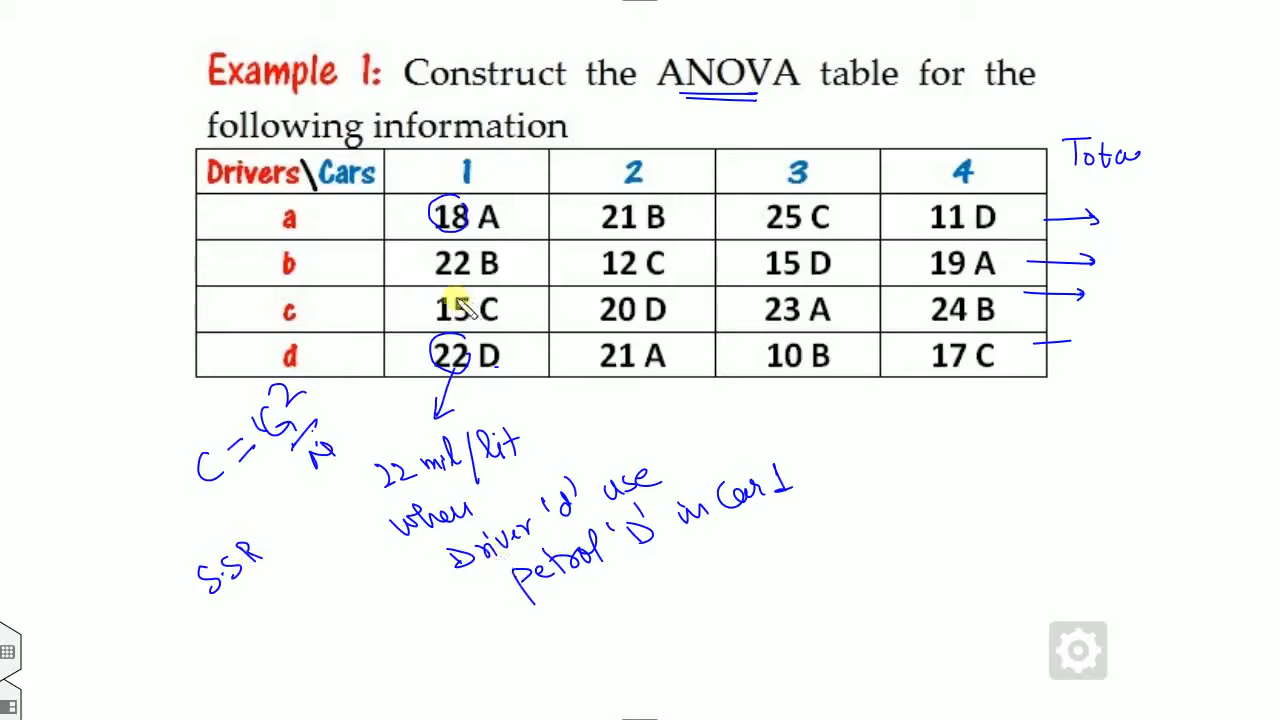 Example 1: Construct the ANOVA table for the
following information
Drivers\Cars 1 2 3 4 Tota
a 18 A 21 B 25 C 11 D
b 22 B 12 C 15 D 19 A
c 15 C 20 D 23 A 24 B
d 22 D 21 A 10 B 17 C
C = G²/N
22 mil/lit
when
Driver 'd' use
petrol 'D' in Car 1
S.SR